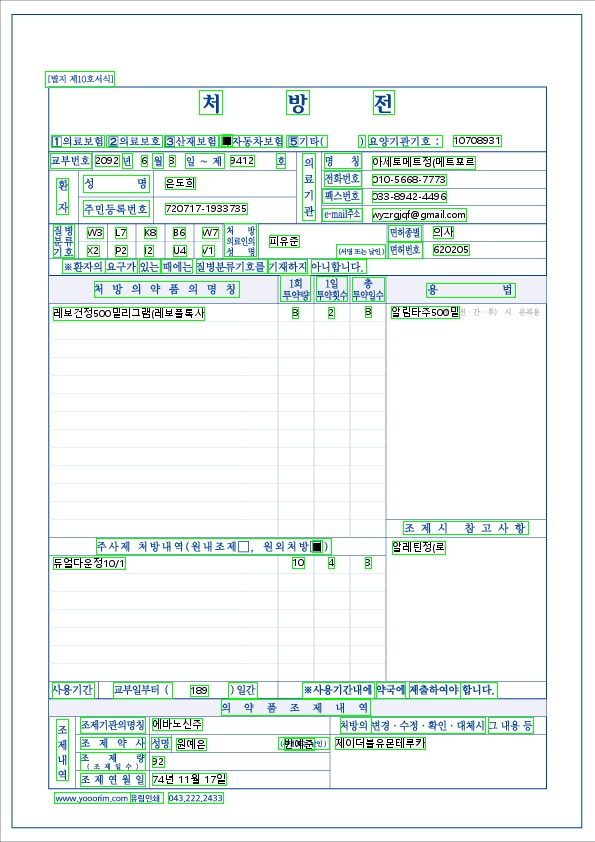 [별지 제10호서식]
처 방 전
1 의료보험 2 의료보호 3 산재보험 ■ 자동차보험 5 기타( ) 요양기관기호 : 10708931
교부번호 2092 년 6 월 3 일 ~ 제 9412 호
의료기관 명 칭 아세토메트정(메트포르
전화번호 010-5668-7773
팩스번호 033-8942-4496
e-mail주소 wyzrgjqf@gmail.com
환자 성 명 은도희
주민등록번호 720717-1933735
질병분류기호 W3 L7 K8 B6 W7
X2 P2 I2 U4 V1
처 방 의료인의 성 명 피유준 (서명 또는 날인)
면허종별 의사
면허번호 620205
※환자의 요구가 있는 때에는 질병분류기호를 기재하지 아니합니다.
처 방 의 약 품 의 명 칭 1회 투약량 1일 투약횟수 총 투약일수 용 법
레보건정500밀리그램(레보플록사 8 2 8 알림타주500밀 전·간·후) 시 분복용
조 제 시 참 고 사 항
주사제 처방내역(원내조제□, 원외처방■)
알레틴정(로
듀얼다운정10/1 10 4 3
사용기간 교부일부터 ( 189 ) 일간 ※사용기간내에 약국에 제출하여야 합니다.
의 약 품 조 제 내 역
조제내역 조제기관의명칭 에바노신주 처방의 변경·수정·확인·대체시 그 내용 등
조 제 약 사 성명 원예은 반예준 제이더블유몬테루카
조 제 량 (조제일수) 92
조 제 연 월 일 74년 11월 17일
www.yooorim.com 유림인쇄 043.222.2433